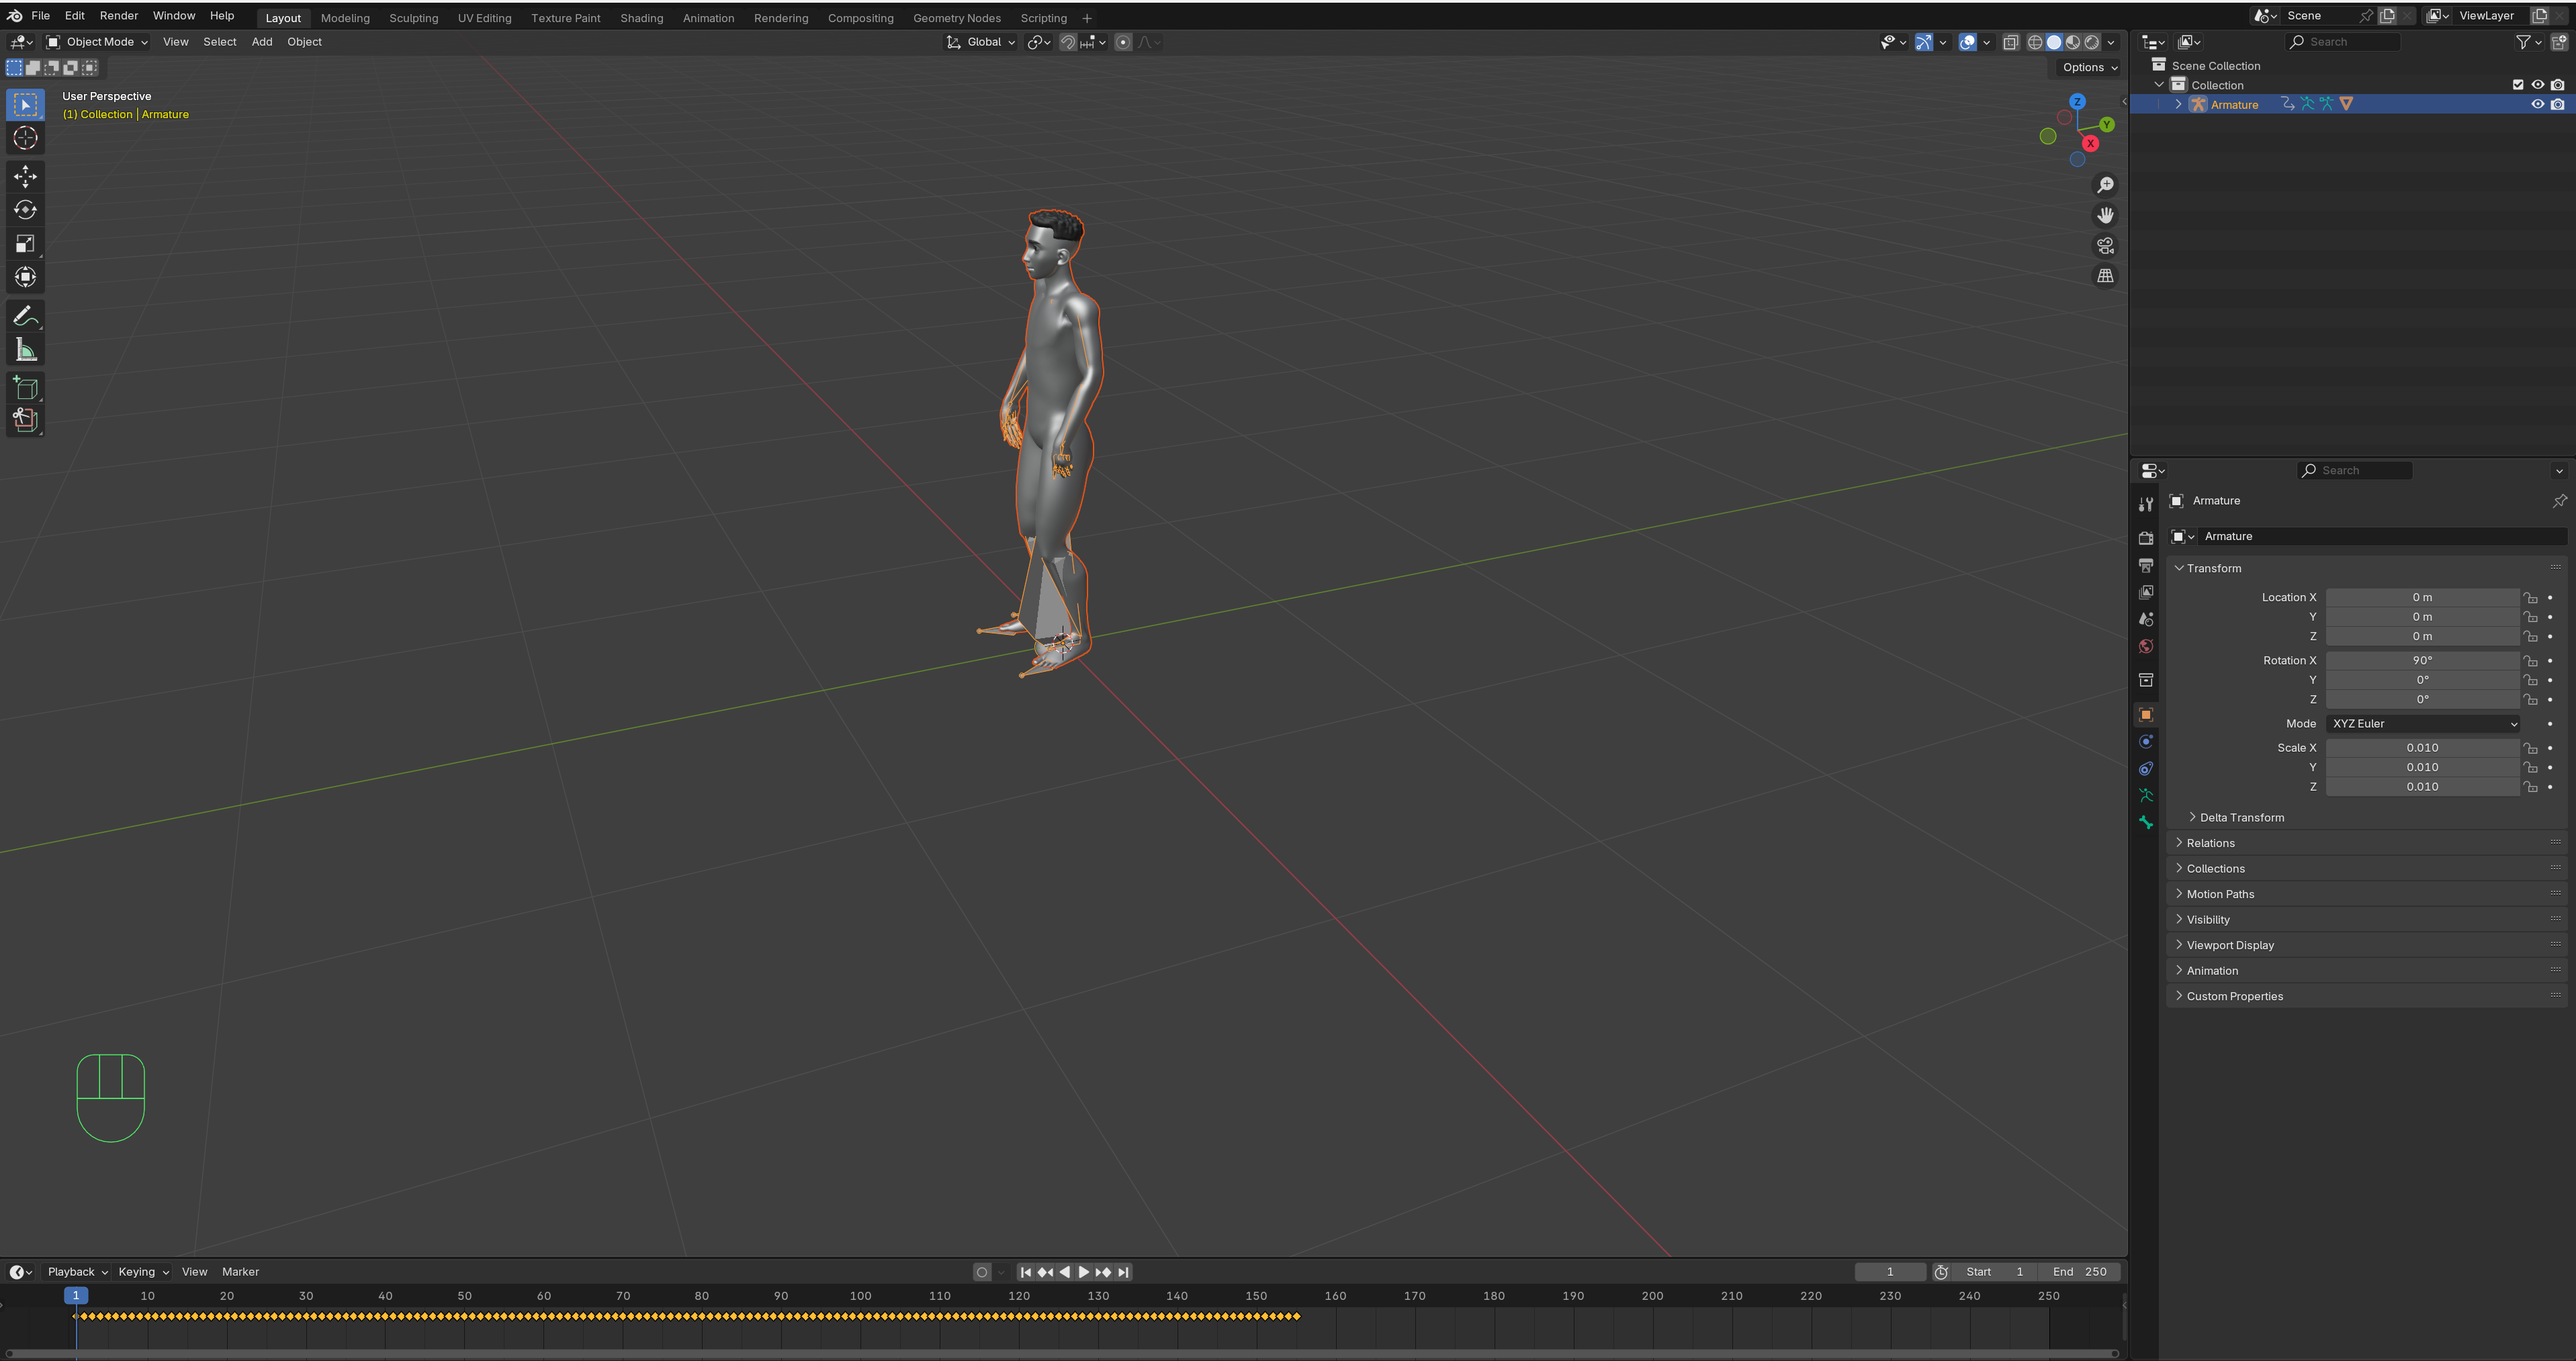 File Edit Render Window Help Layout Modeling Sculpting UV Editing Texture Paint Shading Animation Rendering Compositing Geometry Nodes Scripting + Scene ViewLayer
Object Mode View Select Add Object Global Search
Options
User Perspective
(1) Collection | Armature
Z
Y
X
Scene Collection
Collection
Armature
Search
Armature
Armature
Transform
Location X 0 m
Y 0 m
Z 0 m
Rotation X 90°
Y 0°
Z 0°
Mode XYZ Euler
Scale X 0.010
Y 0.010
Z 0.010
Delta Transform
Relations
Collections
Motion Paths
Visibility
Viewport Display
Animation
Custom Properties
Playback Keying View Marker 1 Start 1 End 250
1 10 20 30 40 50 60 70 80 90 100 110 120 130 140 150 160 170 180 190 200 210 220 230 240 250